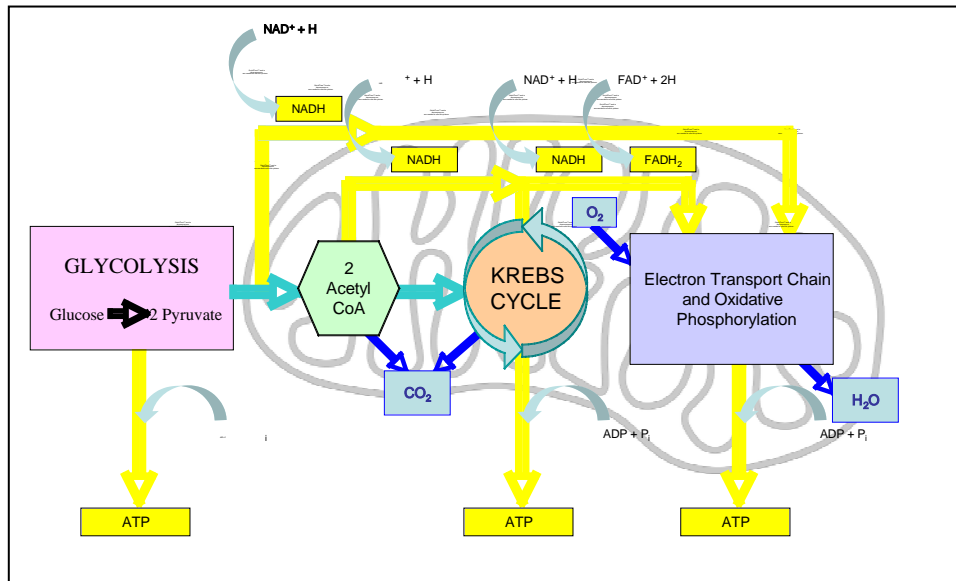 NAD⁺ + H
⁺ + H
NAD⁺ + H
FAD⁺ + 2H
NADH
NADH
NADH
FADH₂
O₂
GLYCOLYSIS
Glucose
2 Pyruvate
2
Acetyl
CoA
KREBS
CYCLE
Electron Transport Chain
and Oxidative
Phosphorylation
CO₂
H₂O
i
ADP + Pᵢ
ADP + Pᵢ
ATP
ATP
ATP